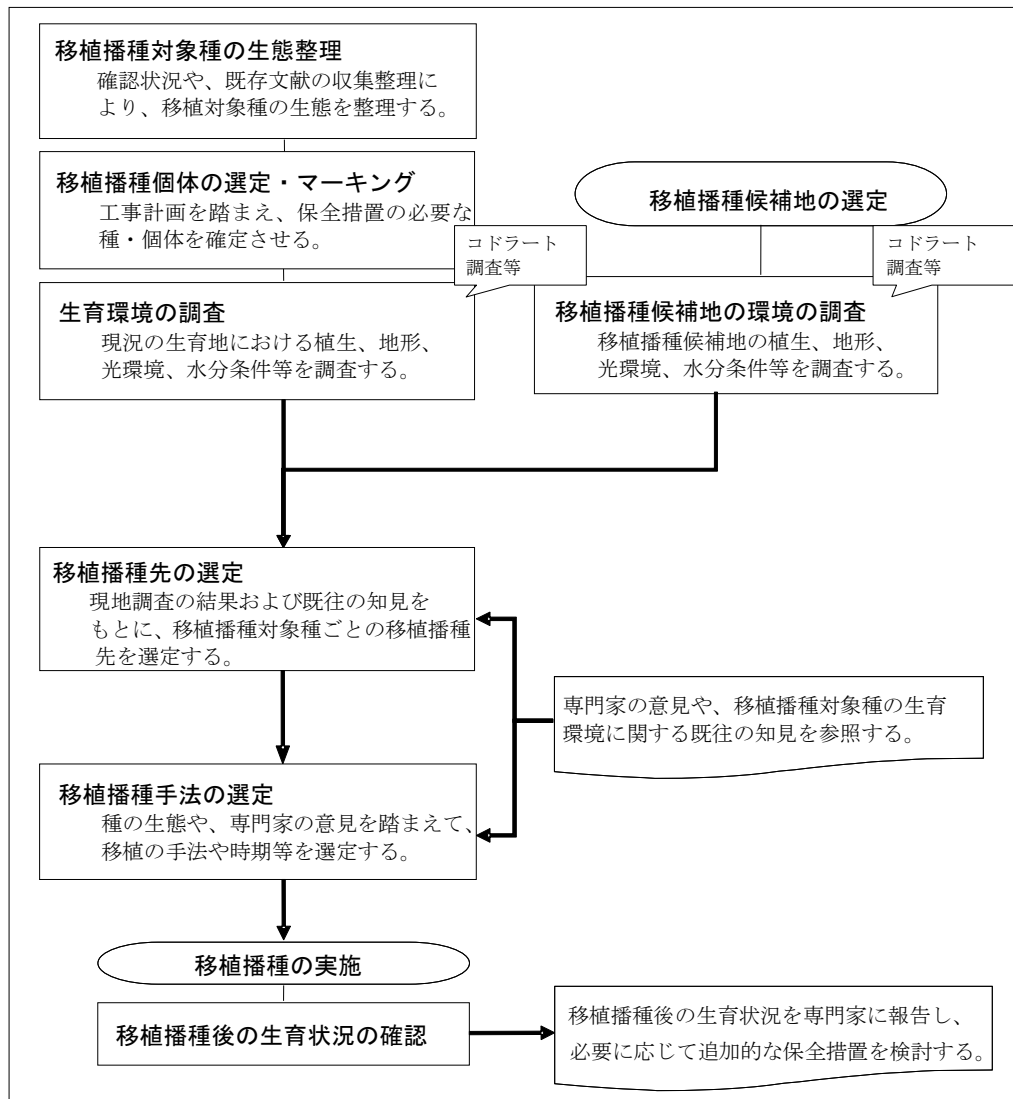 移植播種対象種の生態整理
確認状況や、既存文献の収集整理に
より、移植対象種の生態を整理する。
移植播種個体の選定・マーキング
工事計画を踏まえ、保全措置の必要な
種・個体を確定させる。
移植播種候補地の選定
コドラート
調査等
コドラート
調査等
生育環境の調査
現況の生育地における植生、地形、
光環境、水分条件等を調査する。
移植播種候補地の環境の調査
移植播種候補地の植生、地形、
光環境、水分条件等を調査する。
移植播種先の選定
現地調査の結果および既往の知見を
もとに、移植播種対象種ごとの移植播種
先を選定する。
専門家の意見や、移植播種対象種の生育
環境に関する既往の知見を参照する。
移植播種手法の選定
種の生態や、専門家の意見を踏まえて、
移植の手法や時期等を選定する。
移植播種の実施
移植播種後の生育状況の確認
移植播種後の生育状況を専門家に報告し、
必要に応じて追加的な保全措置を検討する。